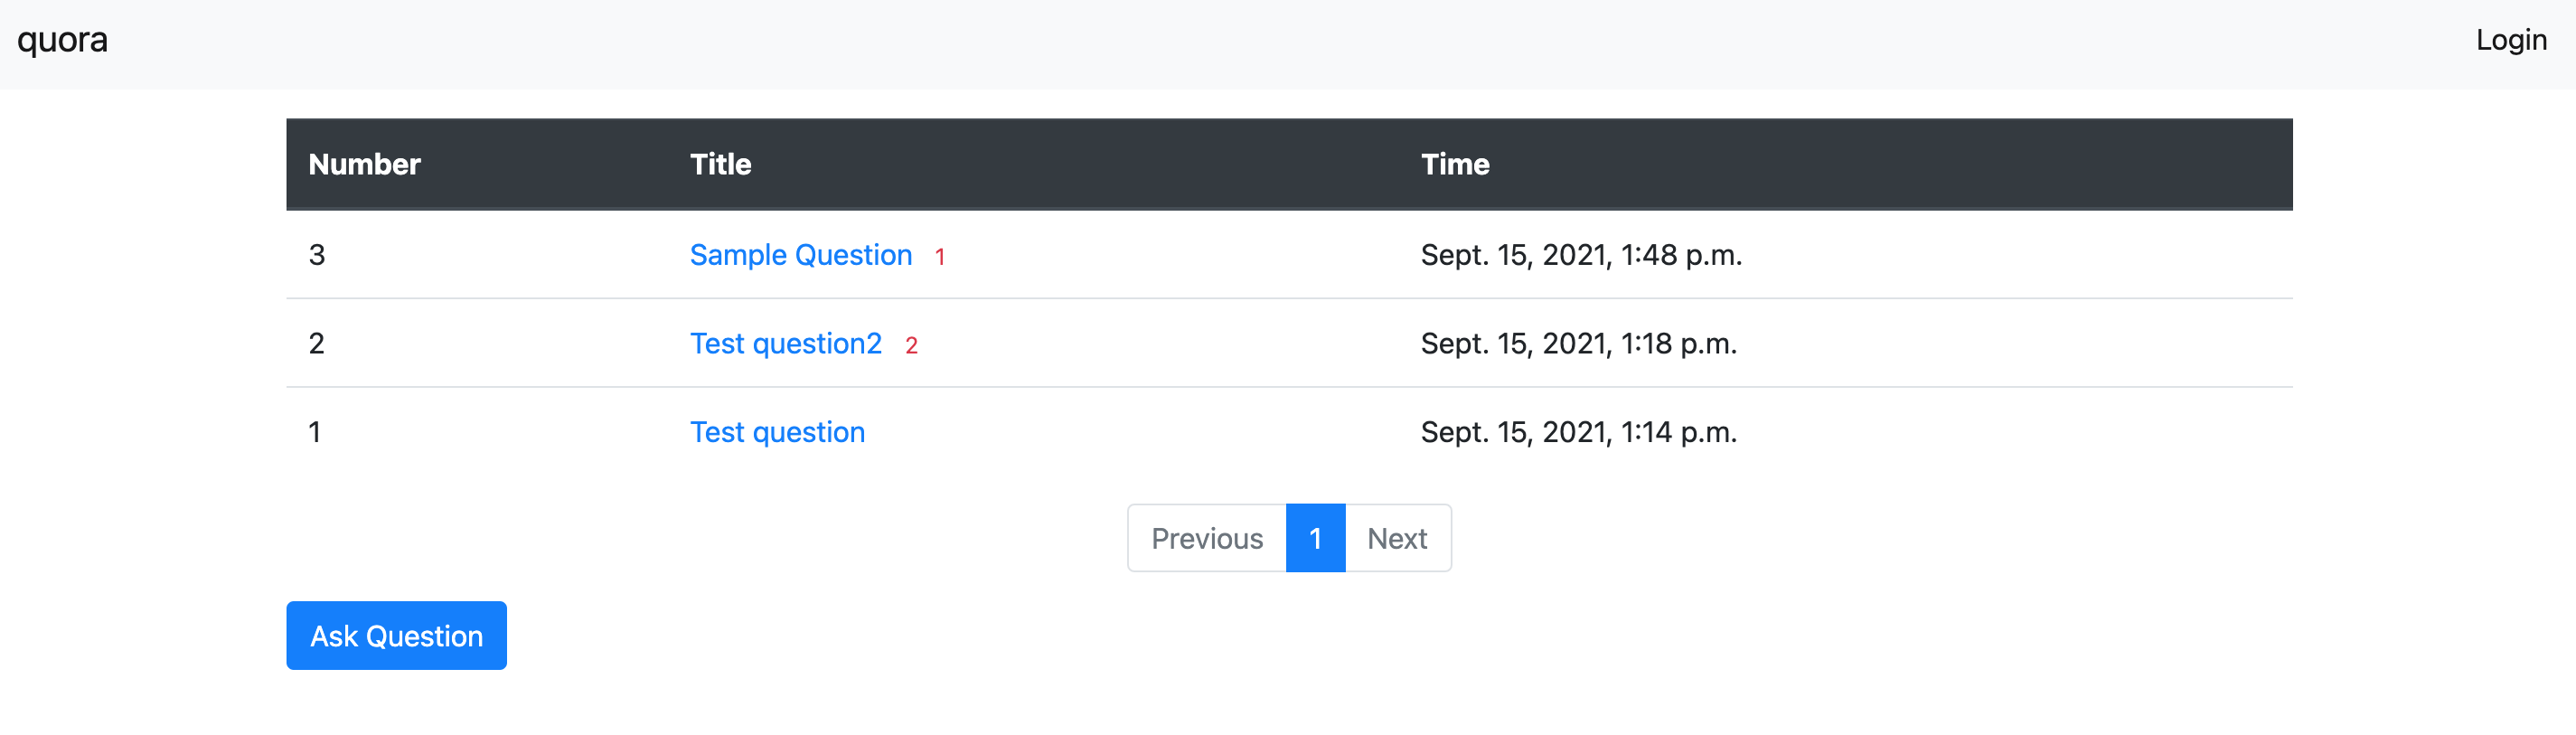 quora Login
Number Title Time
3 Sample Question 1 Sept. 15, 2021, 1:48 p.m.
2 Test question2 2 Sept. 15, 2021, 1:18 p.m.
1 Test question Sept. 15, 2021, 1:14 p.m.
Previous 1 Next
Ask Question